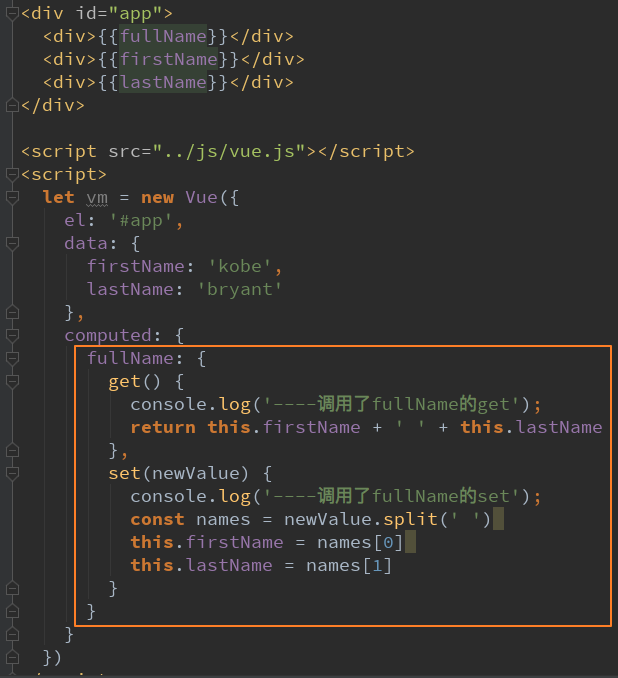 <div id="app">
  <div>{{fullName}}</div>
  <div>{{firstName}}</div>
  <div>{{lastName}}</div>
</div>

<script src="../js/vue.js"></script>
<script>
  let vm = new Vue({
    el: '#app',
    data: {
      firstName: 'kobe',
      lastName: 'bryant'
    },
    computed: {
      fullName: {
        get() {
          console.log('----调用了fullName的get');
          return this.firstName + ' ' + this.lastName
        },
        set(newValue) {
          console.log('----调用了fullName的set');
          const names = newValue.split(' ')
          this.firstName = names[0]
          this.lastName = names[1]
        }
      }
    }
  })